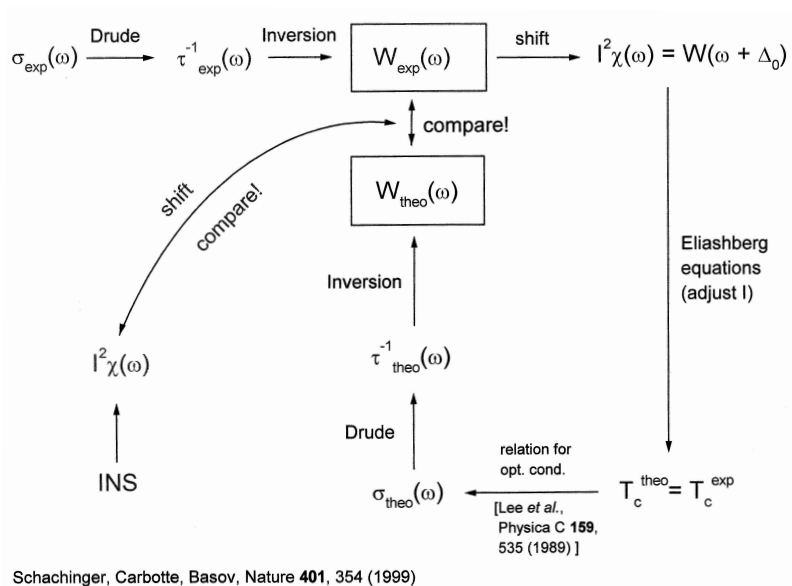 σexp(ω)
Drude
τ-1exp(ω)
Inversion
Wexp(ω)
shift
I2χ(ω) = W(ω + Δ0)
compare!
Wtheo(ω)
shift
compare!
Eliashberg
equations
(adjust I)
Inversion
I2χ(ω)
τ-1theo(ω)
Drude
INS
σtheo(ω)
relation for
opt. cond.
[Lee et al.,
Physica C 159,
535 (1989) ]
Tctheo= Tcexp
Schachinger, Carbotte, Basov, Nature 401, 354 (1999)